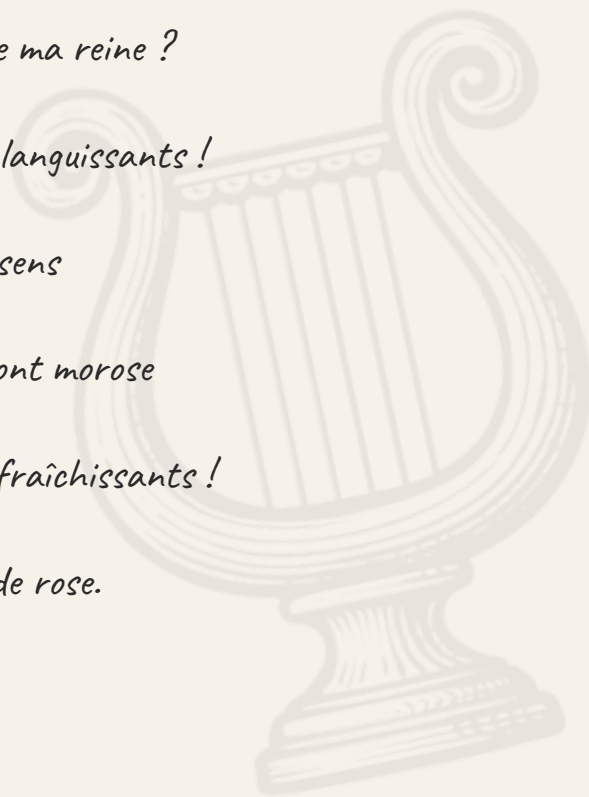 e ma reine ?
languissants !
sens
ont morose
fraîchissants !
de rose.